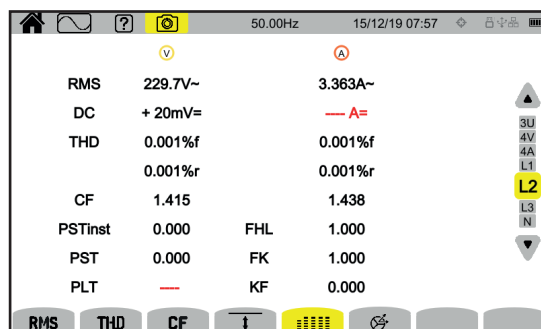 ? 50.00Hz 15/12/19 07:57
V A
RMS 229.7V~ 3.363A~
DC + 20mV= ---- A=
THD 0.001%f 0.001%f
0.001%r 0.001%r
CF 1.415 1.438
PSTinst 0.000 FHL 1.000
PST 0.000 FK 1.000
PLT ---- KF 0.000
3U
4V
4A
L1
L2
L3
N
RMS THD CF